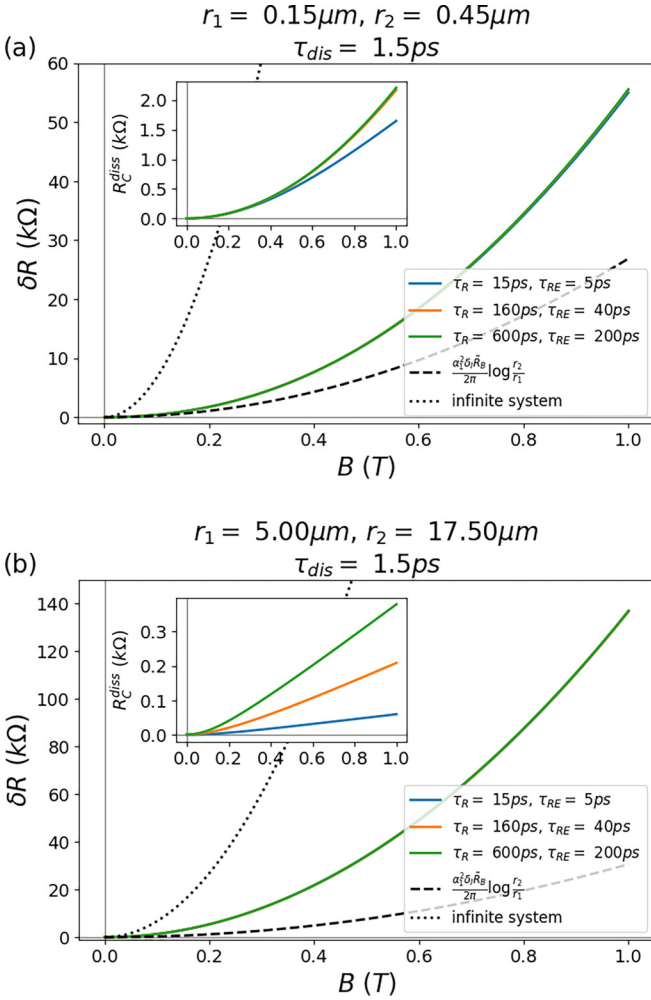 r₁ = 0.15μm, r₂ = 0.45μm
(a)
τ_dis = 1.5ps
60
50
40
30
20
10
0
δR (kΩ)
2.0
1.5
1.0
0.5
0.0
R_C^diss (kΩ)
0.0 0.2 0.4 0.6 0.8 1.0
τ_R = 15ps, τ_RE = 5ps
τ_R = 160ps, τ_RE = 40ps
τ_R = 600ps, τ_RE = 200ps
α₁²δ_I R̃_B / 2π log r₂/r₁
infinite system
0.0 0.2 0.4 0.6 0.8 1.0
B (T)
r₁ = 5.00μm, r₂ = 17.50μm
(b)
τ_dis = 1.5ps
140
120
100
80
60
40
20
0
δR (kΩ)
0.3
0.2
0.1
0.0
R_C^diss (kΩ)
0.0 0.2 0.4 0.6 0.8 1.0
τ_R = 15ps, τ_RE = 5ps
τ_R = 160ps, τ_RE = 40ps
τ_R = 600ps, τ_RE = 200ps
α₁²δ_I R̃_B / 2π log r₂/r₁
infinite system
0.0 0.2 0.4 0.6 0.8 1.0
B (T)